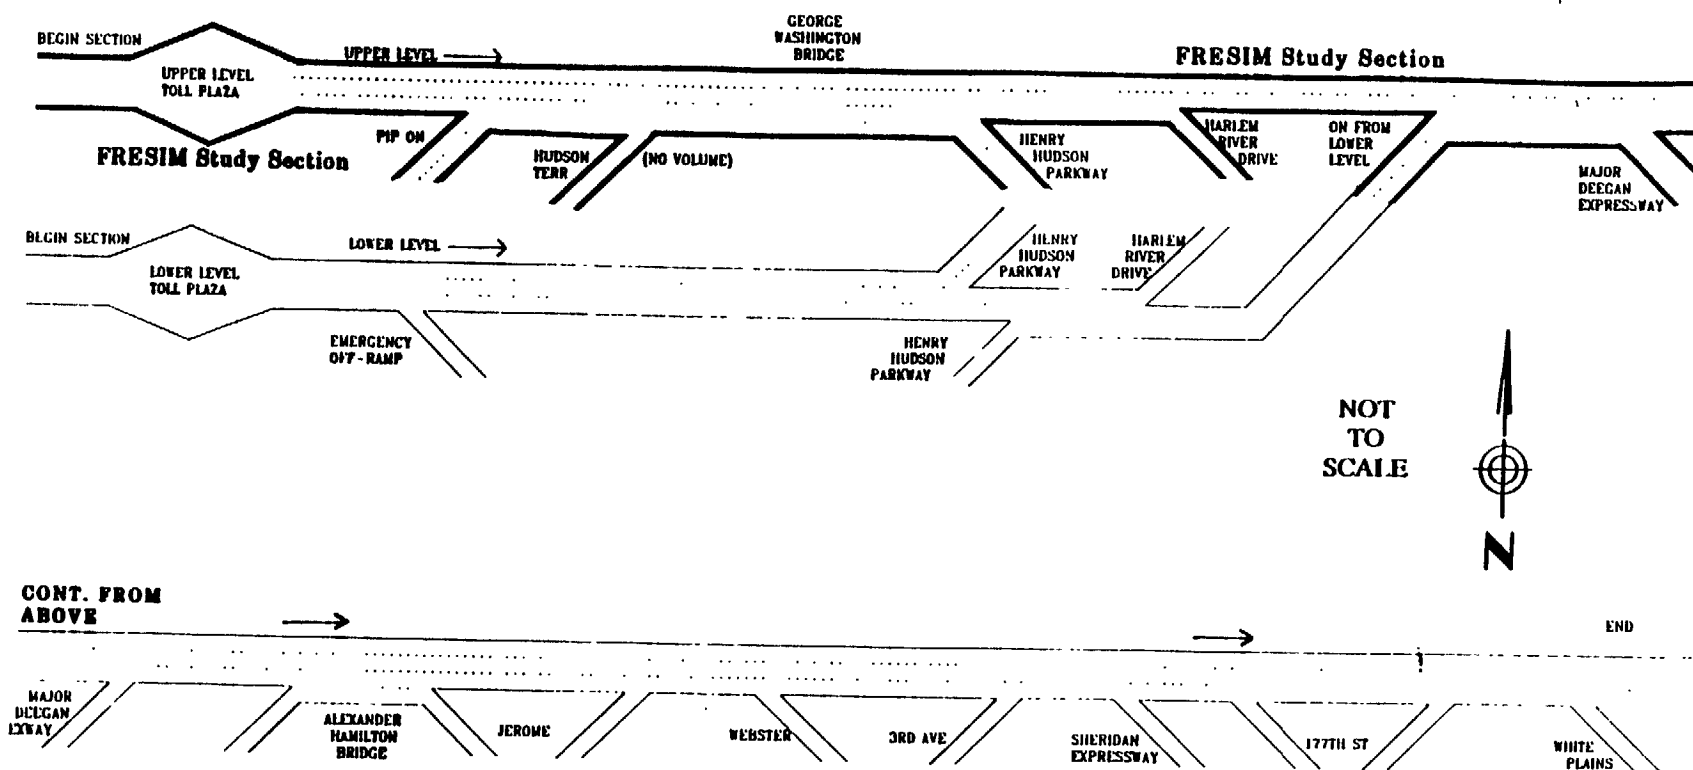 GEORGE
WASHINGTON
BRIDGE
BEGIN SECTION
UPPER LEVEL
FRESIM Study Section
UPPER LEVEL
TOLL PLAZA
PIP ON
HUDSON
TERR
(NO VOLUME)
HENRY
HUDSON
PARKWAY
HARLEM
RIVER
DRIVE
ON FROM
LOWER
LEVEL
FRESIM Study Section
MAJOR
DEEGAN
EXPRESSWAY
BEGIN SECTION
LOWER LEVEL
HENRY
HUDSON
PARKWAY
HARLEM
RIVER
DRIVE
LOWER LEVEL
TOLL PLAZA
EMERGENCY
OFF-RAMP
HENRY
HUDSON
PARKWAY
NOT
TO
SCALE
N
CONT. FROM
ABOVE
END
MAJOR
DEEGAN
EXWAY
ALEXANDER
HAMILTON
BRIDGE
JEROME
WEBSTER
3RD AVE
SHERIDAN
EXPRESSWAY
177TH ST
WHITE
PLAINS